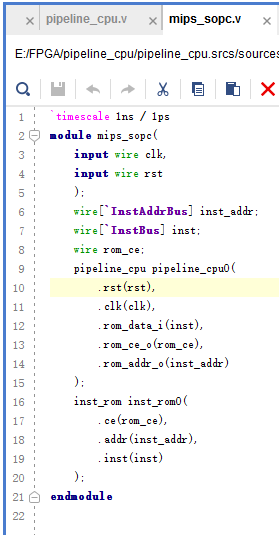 pipeline_cpu.v × mips_sopc.v
E:/FPGA/pipeline_cpu/pipeline_cpu.srcs/sources
1 `timescale 1ns / 1ps
2 module mips_sopc(
3 input wire clk,
4 input wire rst
5 );
6 wire[`InstAddrBus] inst_addr;
7 wire[`InstBus] inst;
8 wire rom_ce;
9 pipeline_cpu pipeline_cpu0(
10 .rst(rst),
11 .clk(clk),
12 .rom_data_i(inst),
13 .rom_ce_o(rom_ce),
14 .rom_addr_o(inst_addr)
15 );
16 inst_rom inst_rom0(
17 .ce(rom_ce),
18 .addr(inst_addr),
19 .inst(inst)
20 );
21 endmodule
22